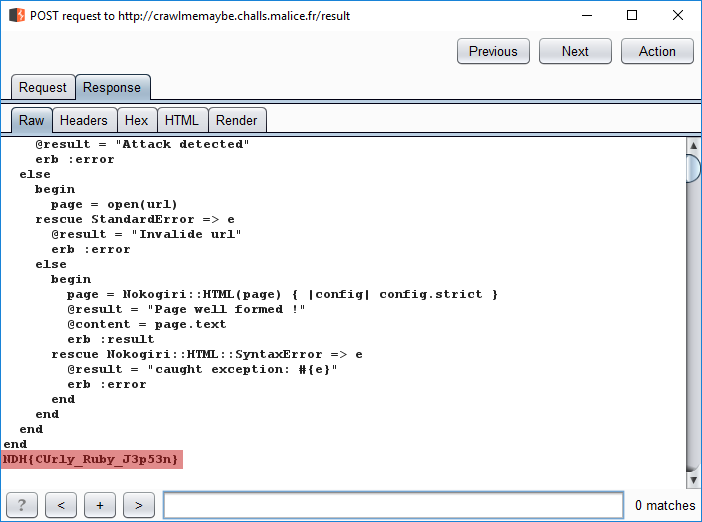 POST request to http://crawlmemaybe.challs.malice.fr/result
Previous Next Action
Request Response
Raw Headers Hex HTML Render
@result = "Attack detected"
erb :error
else
begin
page = open(url)
rescue StandardError => e
@result = "Invalide url"
erb :error
else
begin
page = Nokogiri::HTML(page) { |config| config.strict }
@result = "Page well formed !"
@content = page.text
erb :result
rescue Nokogiri::HTML::SyntaxError => e
@result = "caught exception: #{e}"
erb :error
end
end
end
end
NDH{CUrly_Ruby_J3p53n}
? < + > 0 matches